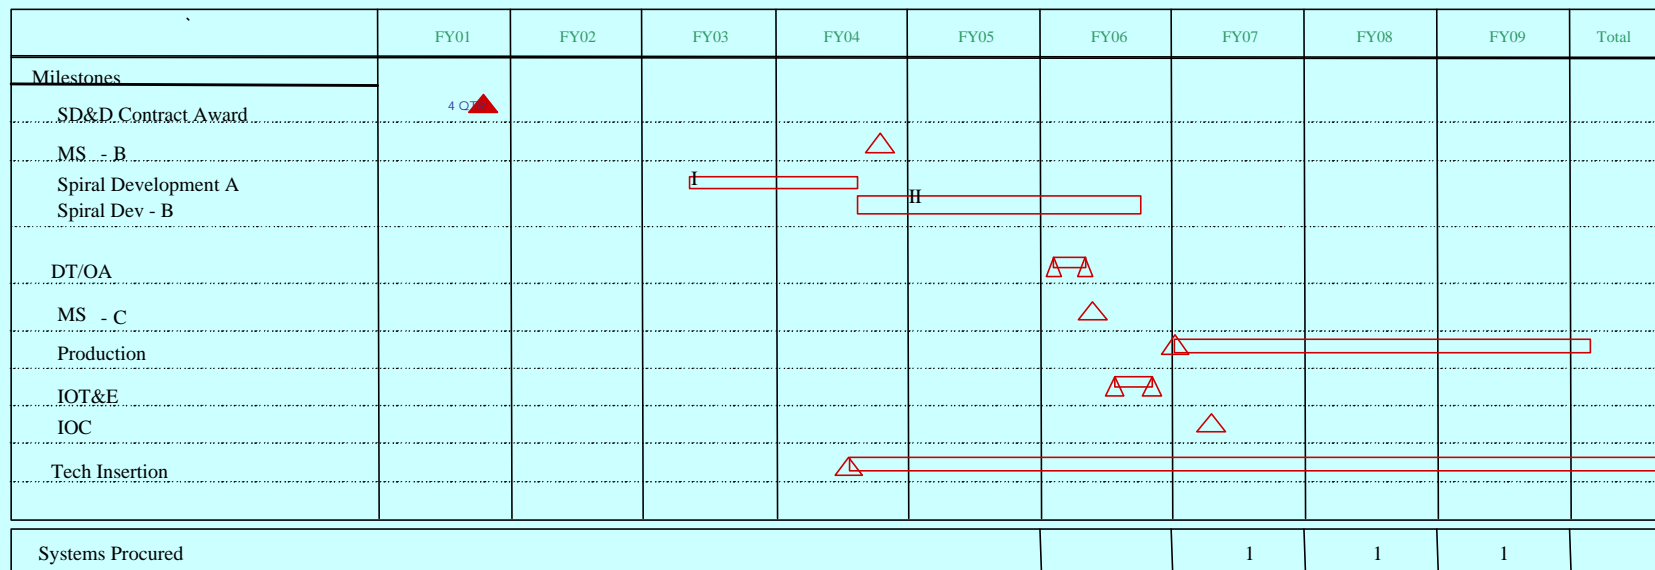 `
FY01 FY02 FY03 FY04 FY05 FY06 FY07 FY08 FY09 Total
Milestones
4 QT
SD&D Contract Award
MS - B
Spiral Development A I
Spiral Dev - B II
DT/OA
MS - C
Production
IOT&E
IOC
Tech Insertion
Systems Procured 1 1 1